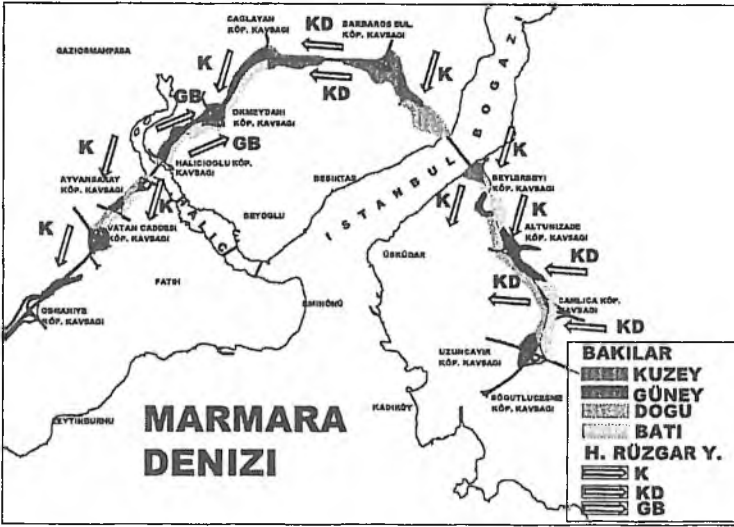 CAGLAYAN
KÖP. KAVSAGI
KD
BARBAROS BUL.
KÖP. KAVSAGI
GAZIOSMANPASA
K
KD
K
GB
OKMEYDANI
KÖP. KAVSAGI
GB
K
HALICIOGLU KÖP.
KAVSAGI
AYVANSARAY
KÖP. KAVSAGI
K
BESIKTAS
ISTANBUL BOGAZ
K
BEYLERBEYI
KÖP. KAVSAGI
K
K
VATAN CADDESI
KÖP. KAVSAGI
HALIC
BEYOGLU
K
ALTUNIZADE
KÖP. KAVSAGI
ÜSKÜDAR
KD
KD
FATIH
EMINÖNÜ
OSMANIYE
KÖP. KAVSAGI
CAMLICA KÖP.
KAVSAGI
KD
UZUNCAYIR
KÖP. KAVSAGI
SÖGUTLUCESME
KÖP. KAVSAGI
KADIKÖY
ZEYTINBURNU
MARMARA
DENIZI
BAKILAR
KUZEY
GÜNEY
DOGU
BATI
H. RÜZGAR Y.
K
KD
GB